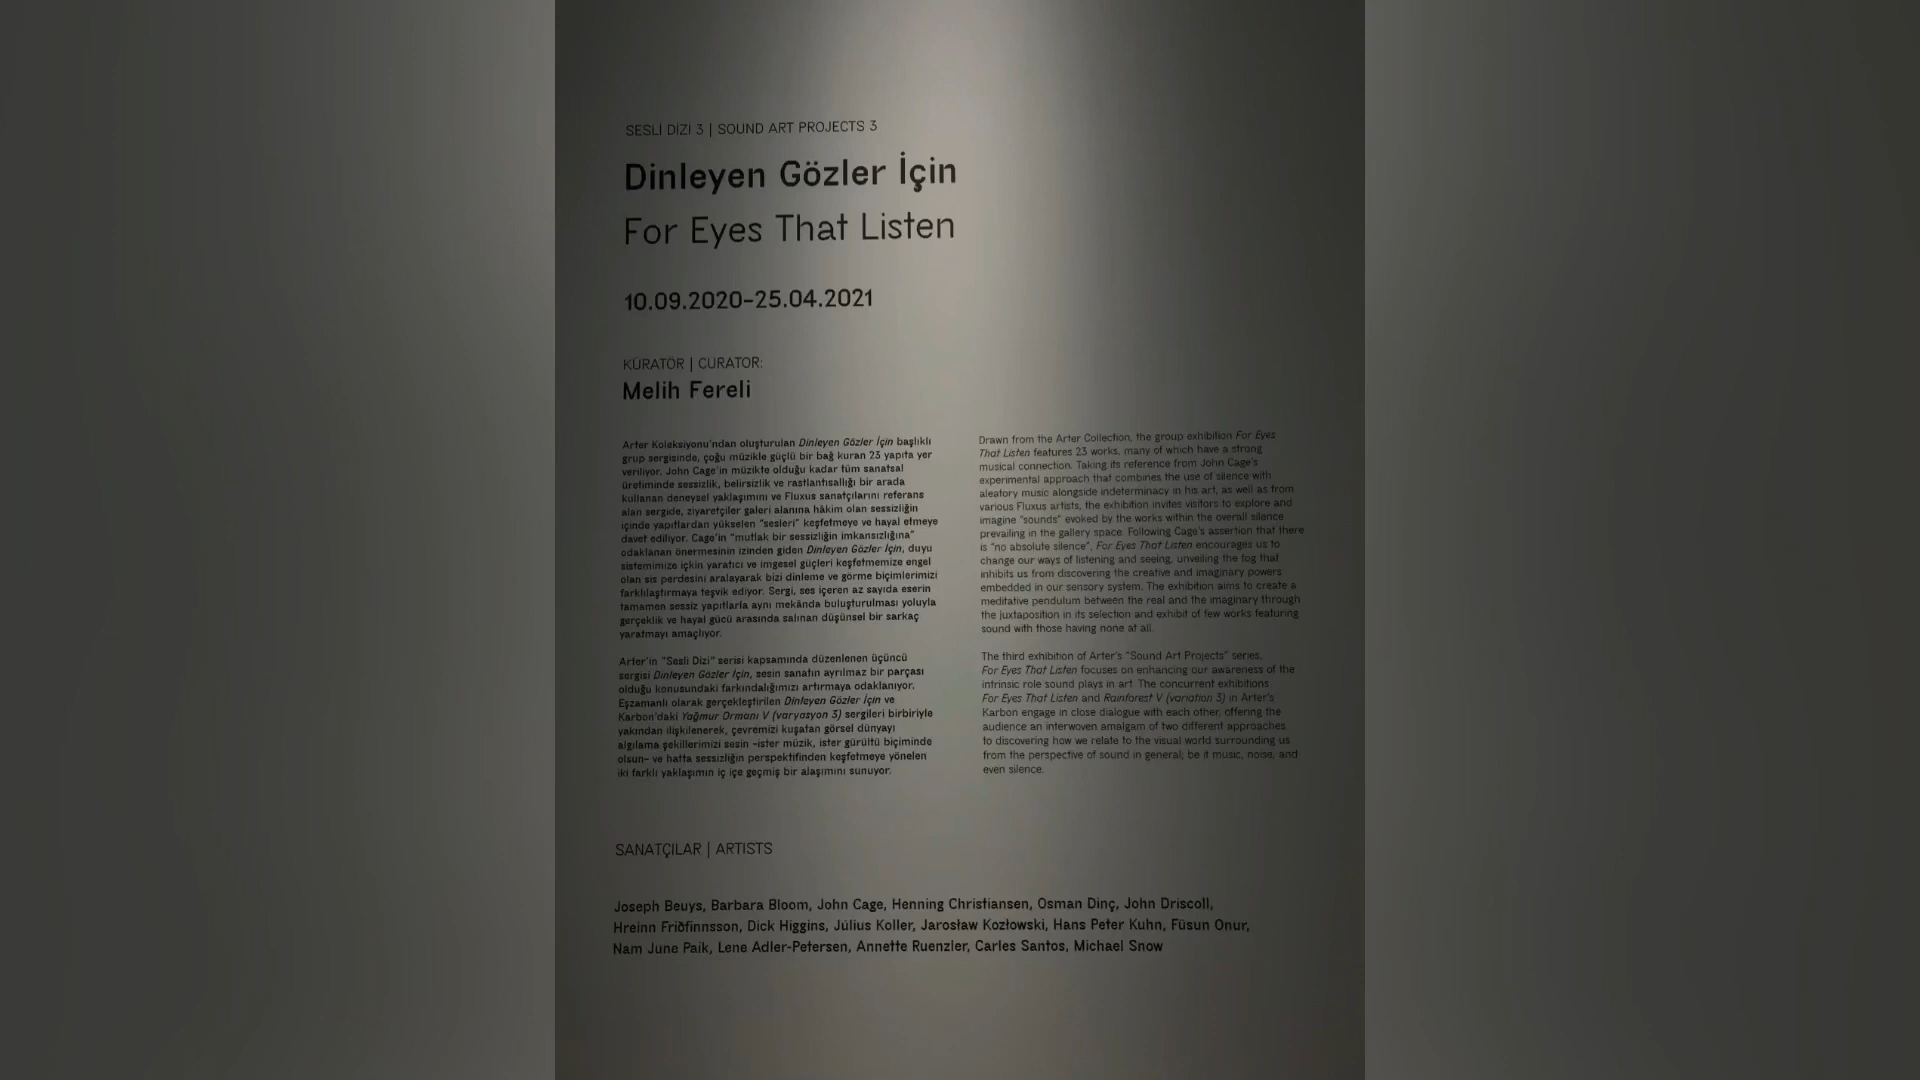 SESLİ DİZİ 3 | SOUND ART PROJECTS 3
Dinleyen Gözler İçin
For Eyes That Listen
10.09.2020–25.04.2021
KÜRATÖR | CURATOR:
Melih Fereli
Arter Koleksiyonu'ndan oluşturulan Dinleyen Gözler İçin başlıklı
grup sergisinde, çoğu müzikle güçlü bir bağ kuran 23 yapıta yer
veriliyor. John Cage'in müzikte olduğu kadar tüm sanatsal
üretiminde sessizlik, belirsizlik ve rastlantısallığı bir arada
kullanan deneysel yaklaşımını ve Fluxus sanatçılarını referans
alan sergide, ziyaretçiler galeri alanına hâkim olan sessizliğin
içinde yapıtlardan yükselen "sesleri" keşfetmeye ve hayal etmeye
davet ediliyor. Cage'in "mutlak bir sessizliğin imkansızlığına"
odaklanan önermesinin izinden giden Dinleyen Gözler İçin, duyu
sistemimize içkin yaratıcı ve imgesel güçleri keşfetmemize engel
olan sis perdesini aralayarak bizi dinleme ve görme biçimlerimizi
farklılaştırmaya teşvik ediyor. Sergi, ses içeren az sayıda eserin
tamamen sessiz yapıtlarla aynı mekânda buluşturulması yoluyla
gerçeklik ve hayal gücü arasında salınan düşünsel bir sarkaç
yaratmayı amaçlıyor.
Arter'in "Sesli Dizi" serisi kapsamında düzenlenen üçüncü
sergisi Dinleyen Gözler İçin, sesin sanatın ayrılmaz bir parçası
olduğu konusundaki farkındalığımızı artırmaya odaklanıyor.
Eşzamanlı olarak gerçekleştirilen Dinleyen Gözler İçin ve
Karbon'daki Yağmur Ormanı V (varyasyon 3) sergileri birbiriyle
yakından ilişkilenerek, çevremizi kuşatan görsel dünyayı
algılama şekillerimizi sesin –ister müzik, ister gürültü biçiminde
olsun– ve hatta sessizliğin perspektifinden keşfetmeye yönelen
iki farklı yaklaşımın iç içe geçmiş bir alaşımını sunuyor.
Drawn from the Arter Collection, the group exhibition For Eyes
That Listen features 23 works, many of which have a strong
musical connection. Taking its reference from John Cage's
experimental approach that combines the use of silence with
aleatory music alongside indeterminacy in his art, as well as from
various Fluxus artists, the exhibition invites visitors to explore and
imagine "sounds" evoked by the works within the overall silence
prevailing in the gallery space. Following Cage's assertion that there
is "no absolute silence", For Eyes That Listen encourages us to
change our ways of listening and seeing, unveiling the fog that
inhibits us from discovering the creative and imaginary powers
embedded in our sensory system. The exhibition aims to create a
meditative pendulum between the real and the imaginary through
the juxtaposition in its selection and exhibit of few works featuring
sound with those having none at all.
The third exhibition of Arter's "Sound Art Projects" series,
For Eyes That Listen focuses on enhancing our awareness of the
intrinsic role sound plays in art. The concurrent exhibitions
For Eyes That Listen and Rainforest V (variation 3) in Arter's
Karbon engage in close dialogue with each other, offering the
audience an interwoven amalgam of two different approaches
to discovering how we relate to the visual world surrounding us
from the perspective of sound in general; be it music, noise, and
even silence.
SANATÇILAR | ARTISTS
Joseph Beuys, Barbara Bloom, John Cage, Henning Christiansen, Osman Dinç, John Driscoll,
Hreinn Friðfinnsson, Dick Higgins, Július Koller, Jarosław Kozłowski, Hans Peter Kuhn, Füsun Onur,
Nam June Paik, Lene Adler-Petersen, Annette Ruenzler, Carles Santos, Michael Snow